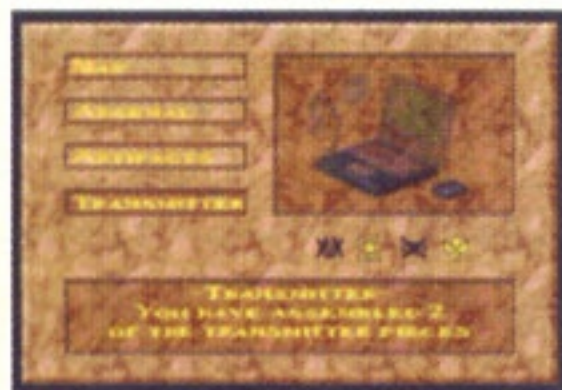 Map
Arsenal
Artifacts
Transmitter
Transmitter
You have assembled 2
of the transmitter pieces